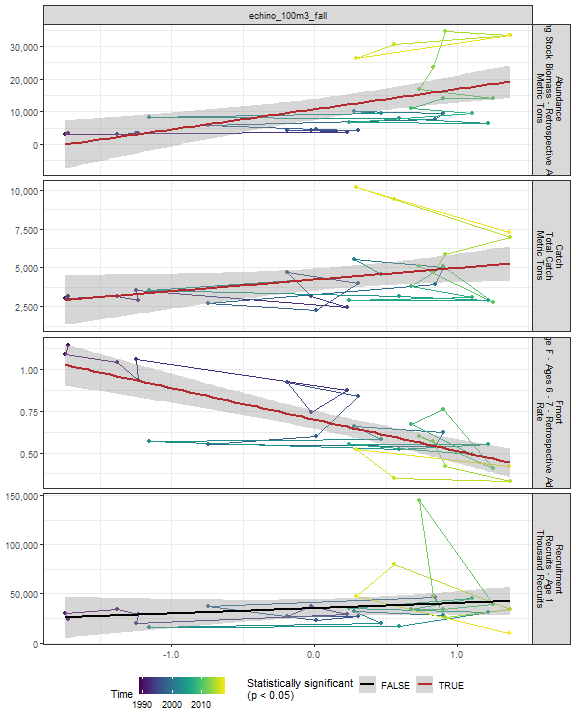 echino_100m3_fall
30,000
20,000
10,000
0
Abundance
ng Stock Biomass - Retrospective A
Metric Tons
10,000
7,500
5,000
2,500
Catch
Total Catch
Metric Tons
1.00
0.75
0.50
Fmort
ge F - Ages 6 - 7 - Retrospective Ad
Rate
150,000
100,000
50,000
0
Recruitment
Recruits - Age 1
Thousand Recruits
-1.0 0.0 1.0
Time
1990 2000 2010
Statistically significant
(p < 0.05)
FALSE TRUE